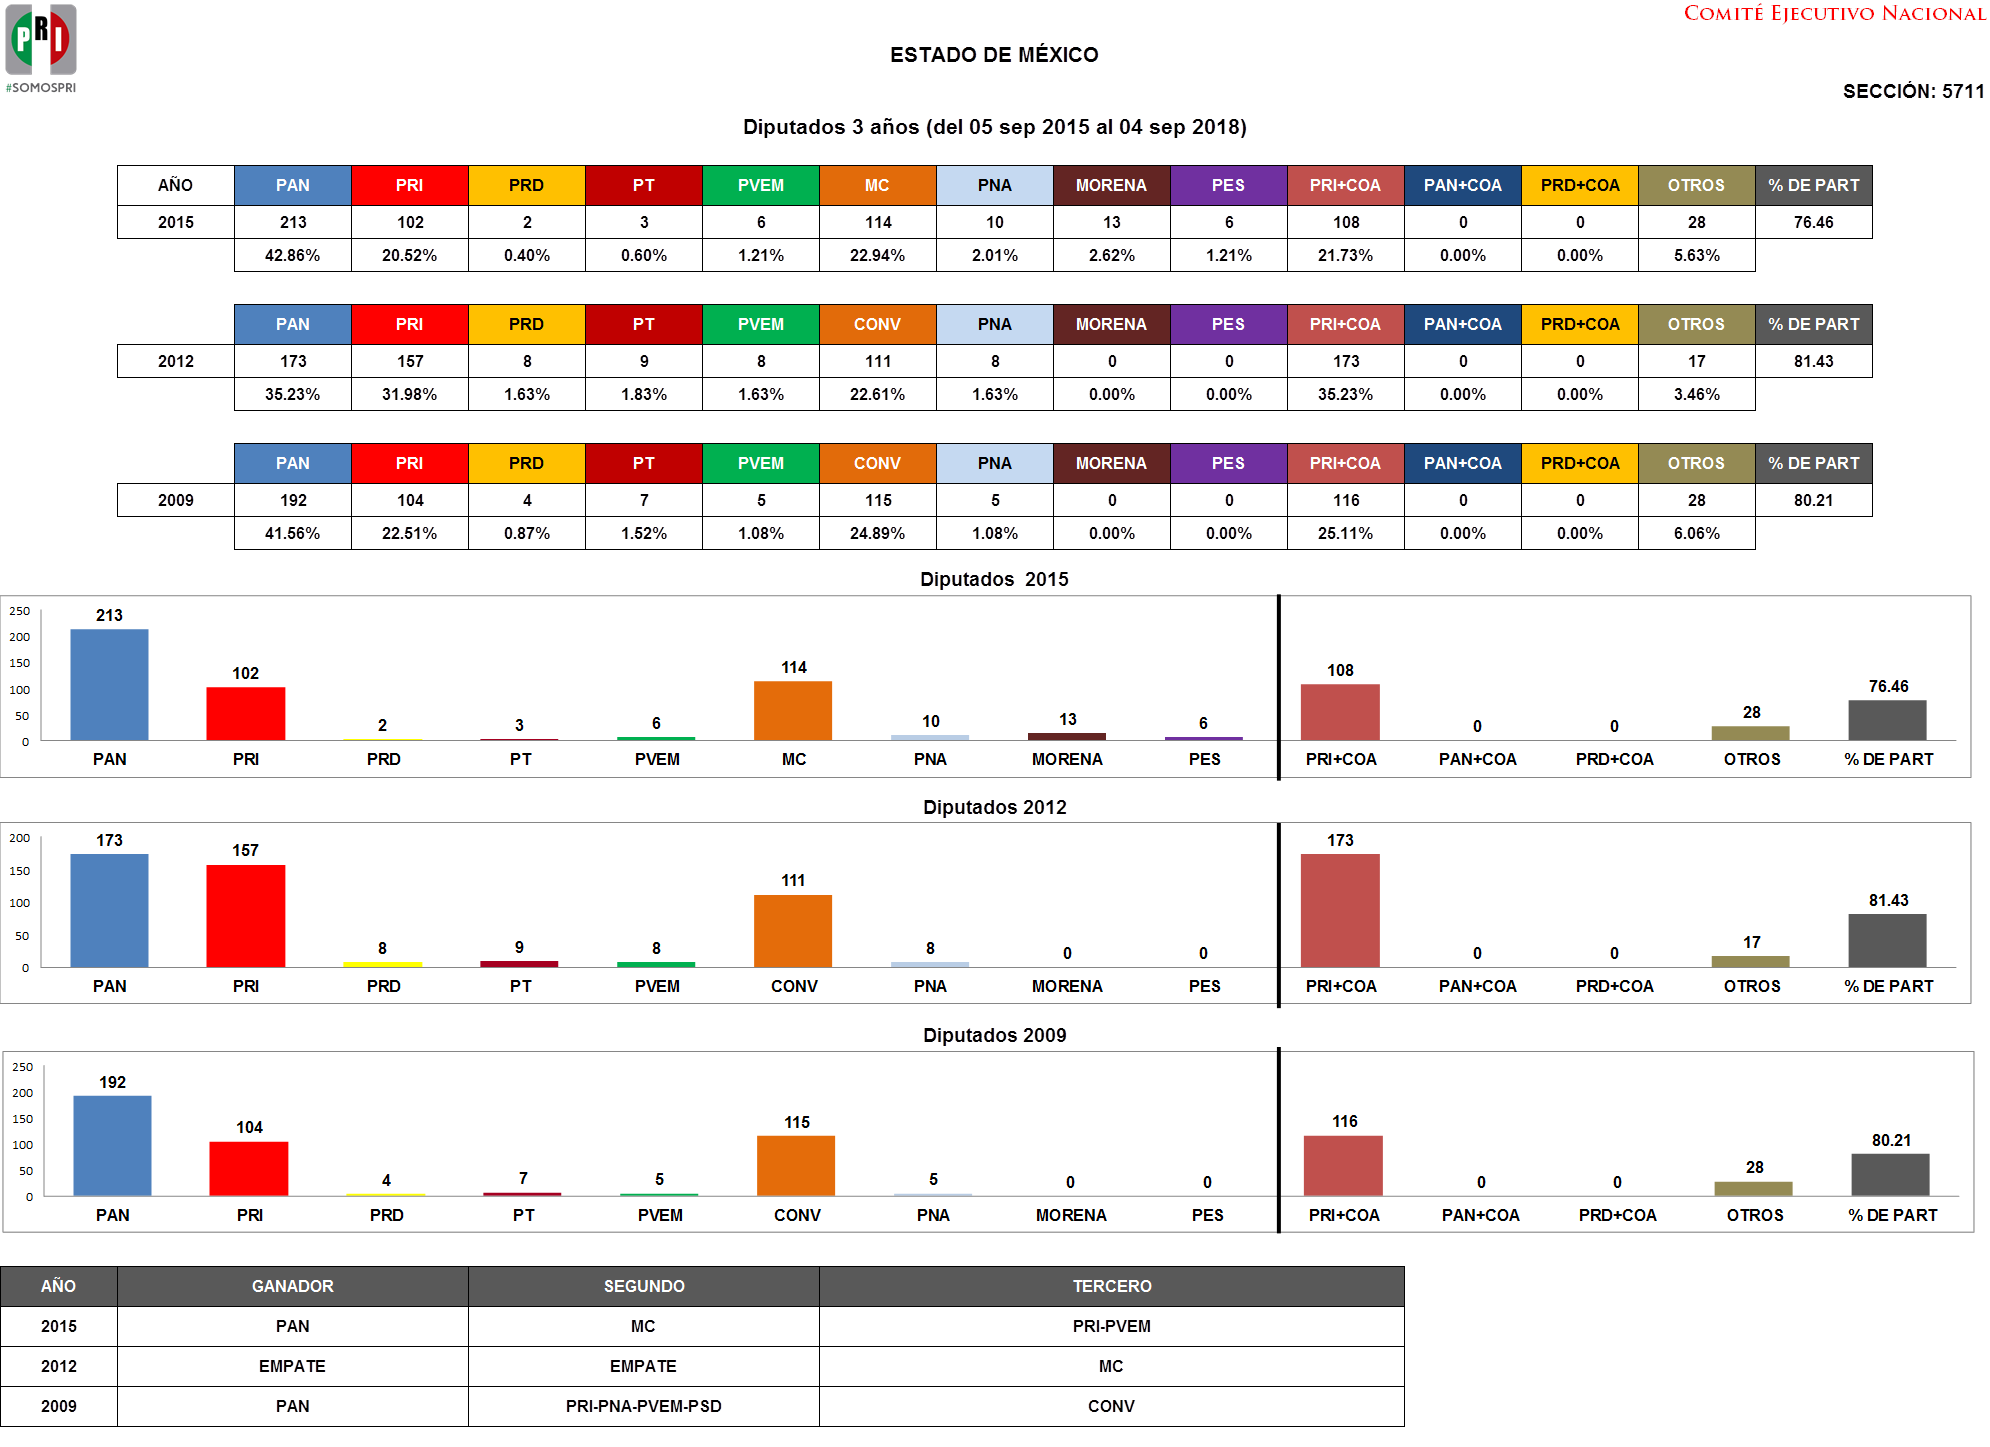 PRI
#SOMOSPRI
COMITÉ EJECUTIVO NACIONAL
ESTADO DE MÉXICO
SECCIÓN: 5711
Diputados 3 años (del 05 sep 2015 al 04 sep 2018)
AÑO PAN PRI PRD PT PVEM MC PNA MORENA PES PRI+COA PAN+COA PRD+COA OTROS % DE PART
2015 213 102 2 3 6 114 10 13 6 108 0 0 28 76.46
42.86% 20.52% 0.40% 0.60% 1.21% 22.94% 2.01% 2.62% 1.21% 21.73% 0.00% 0.00% 5.63%
PAN PRI PRD PT PVEM CONV PNA MORENA PES PRI+COA PAN+COA PRD+COA OTROS % DE PART
2012 173 157 8 9 8 111 8 0 0 173 0 0 17 81.43
35.23% 31.98% 1.63% 1.83% 1.63% 22.61% 1.63% 0.00% 0.00% 35.23% 0.00% 0.00% 3.46%
PAN PRI PRD PT PVEM CONV PNA MORENA PES PRI+COA PAN+COA PRD+COA OTROS % DE PART
2009 192 104 4 7 5 115 5 0 0 116 0 0 28 80.21
41.56% 22.51% 0.87% 1.52% 1.08% 24.89% 1.08% 0.00% 0.00% 25.11% 0.00% 0.00% 6.06%
Diputados 2015
250
200
150
100
50
0
213 102 2 3 6 114 10 13 6 108 0 0 28 76.46
PAN PRI PRD PT PVEM MC PNA MORENA PES PRI+COA PAN+COA PRD+COA OTROS % DE PART
Diputados 2012
200
150
100
50
0
173 157 8 9 8 111 8 0 0 173 0 0 17 81.43
PAN PRI PRD PT PVEM CONV PNA MORENA PES PRI+COA PAN+COA PRD+COA OTROS % DE PART
Diputados 2009
250
200
150
100
50
0
192 104 4 7 5 115 5 0 0 116 0 0 28 80.21
PAN PRI PRD PT PVEM CONV PNA MORENA PES PRI+COA PAN+COA PRD+COA OTROS % DE PART
AÑO GANADOR SEGUNDO TERCERO
2015 PAN MC PRI-PVEM
2012 EMPATE EMPATE MC
2009 PAN PRI-PNA-PVEM-PSD CONV